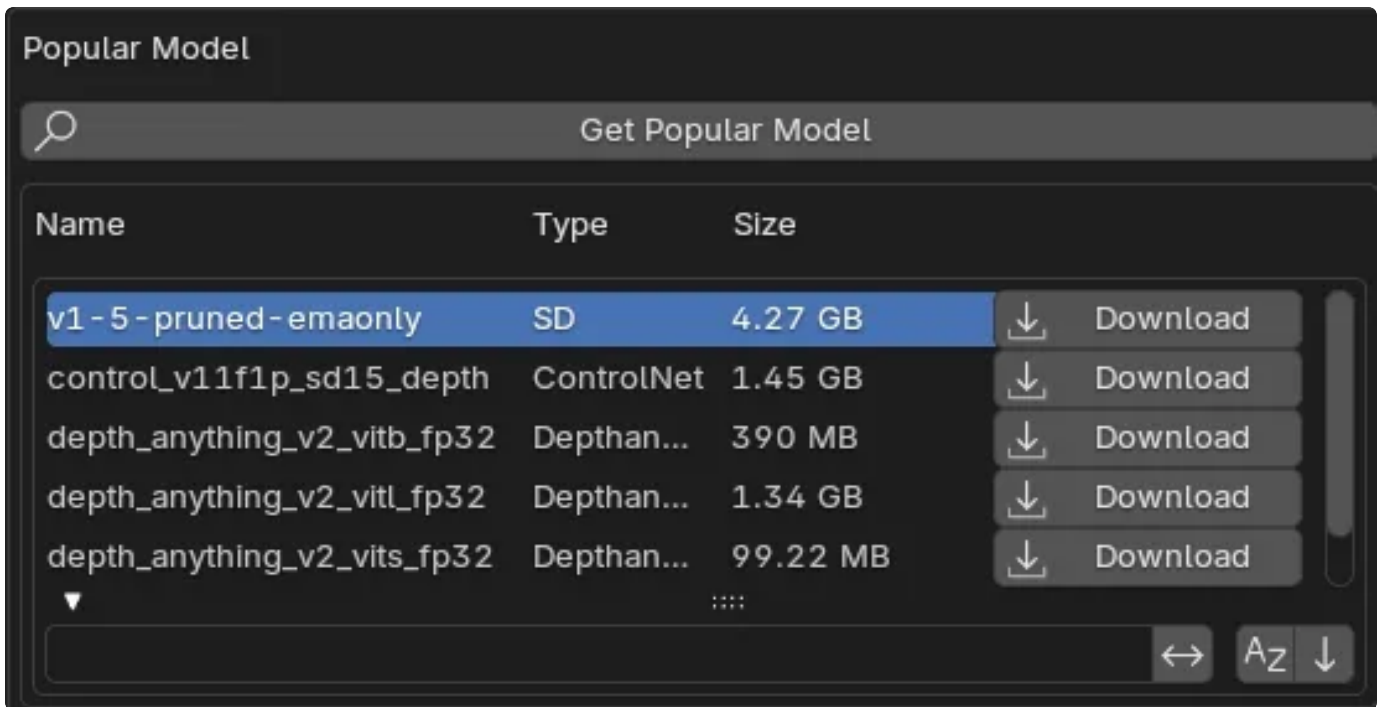 Popular Model
Get Popular Model
Name Type Size
v1-5-pruned-emaonly SD 4.27 GB Download
control_v11f1p_sd15_depth ControlNet 1.45 GB Download
depth_anything_v2_vitb_fp32 Depthan... 390 MB Download
depth_anything_v2_vitl_fp32 Depthan... 1.34 GB Download
depth_anything_v2_vits_fp32 Depthan... 99.22 MB Download
AZ